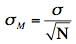 σ_M = σ / √N